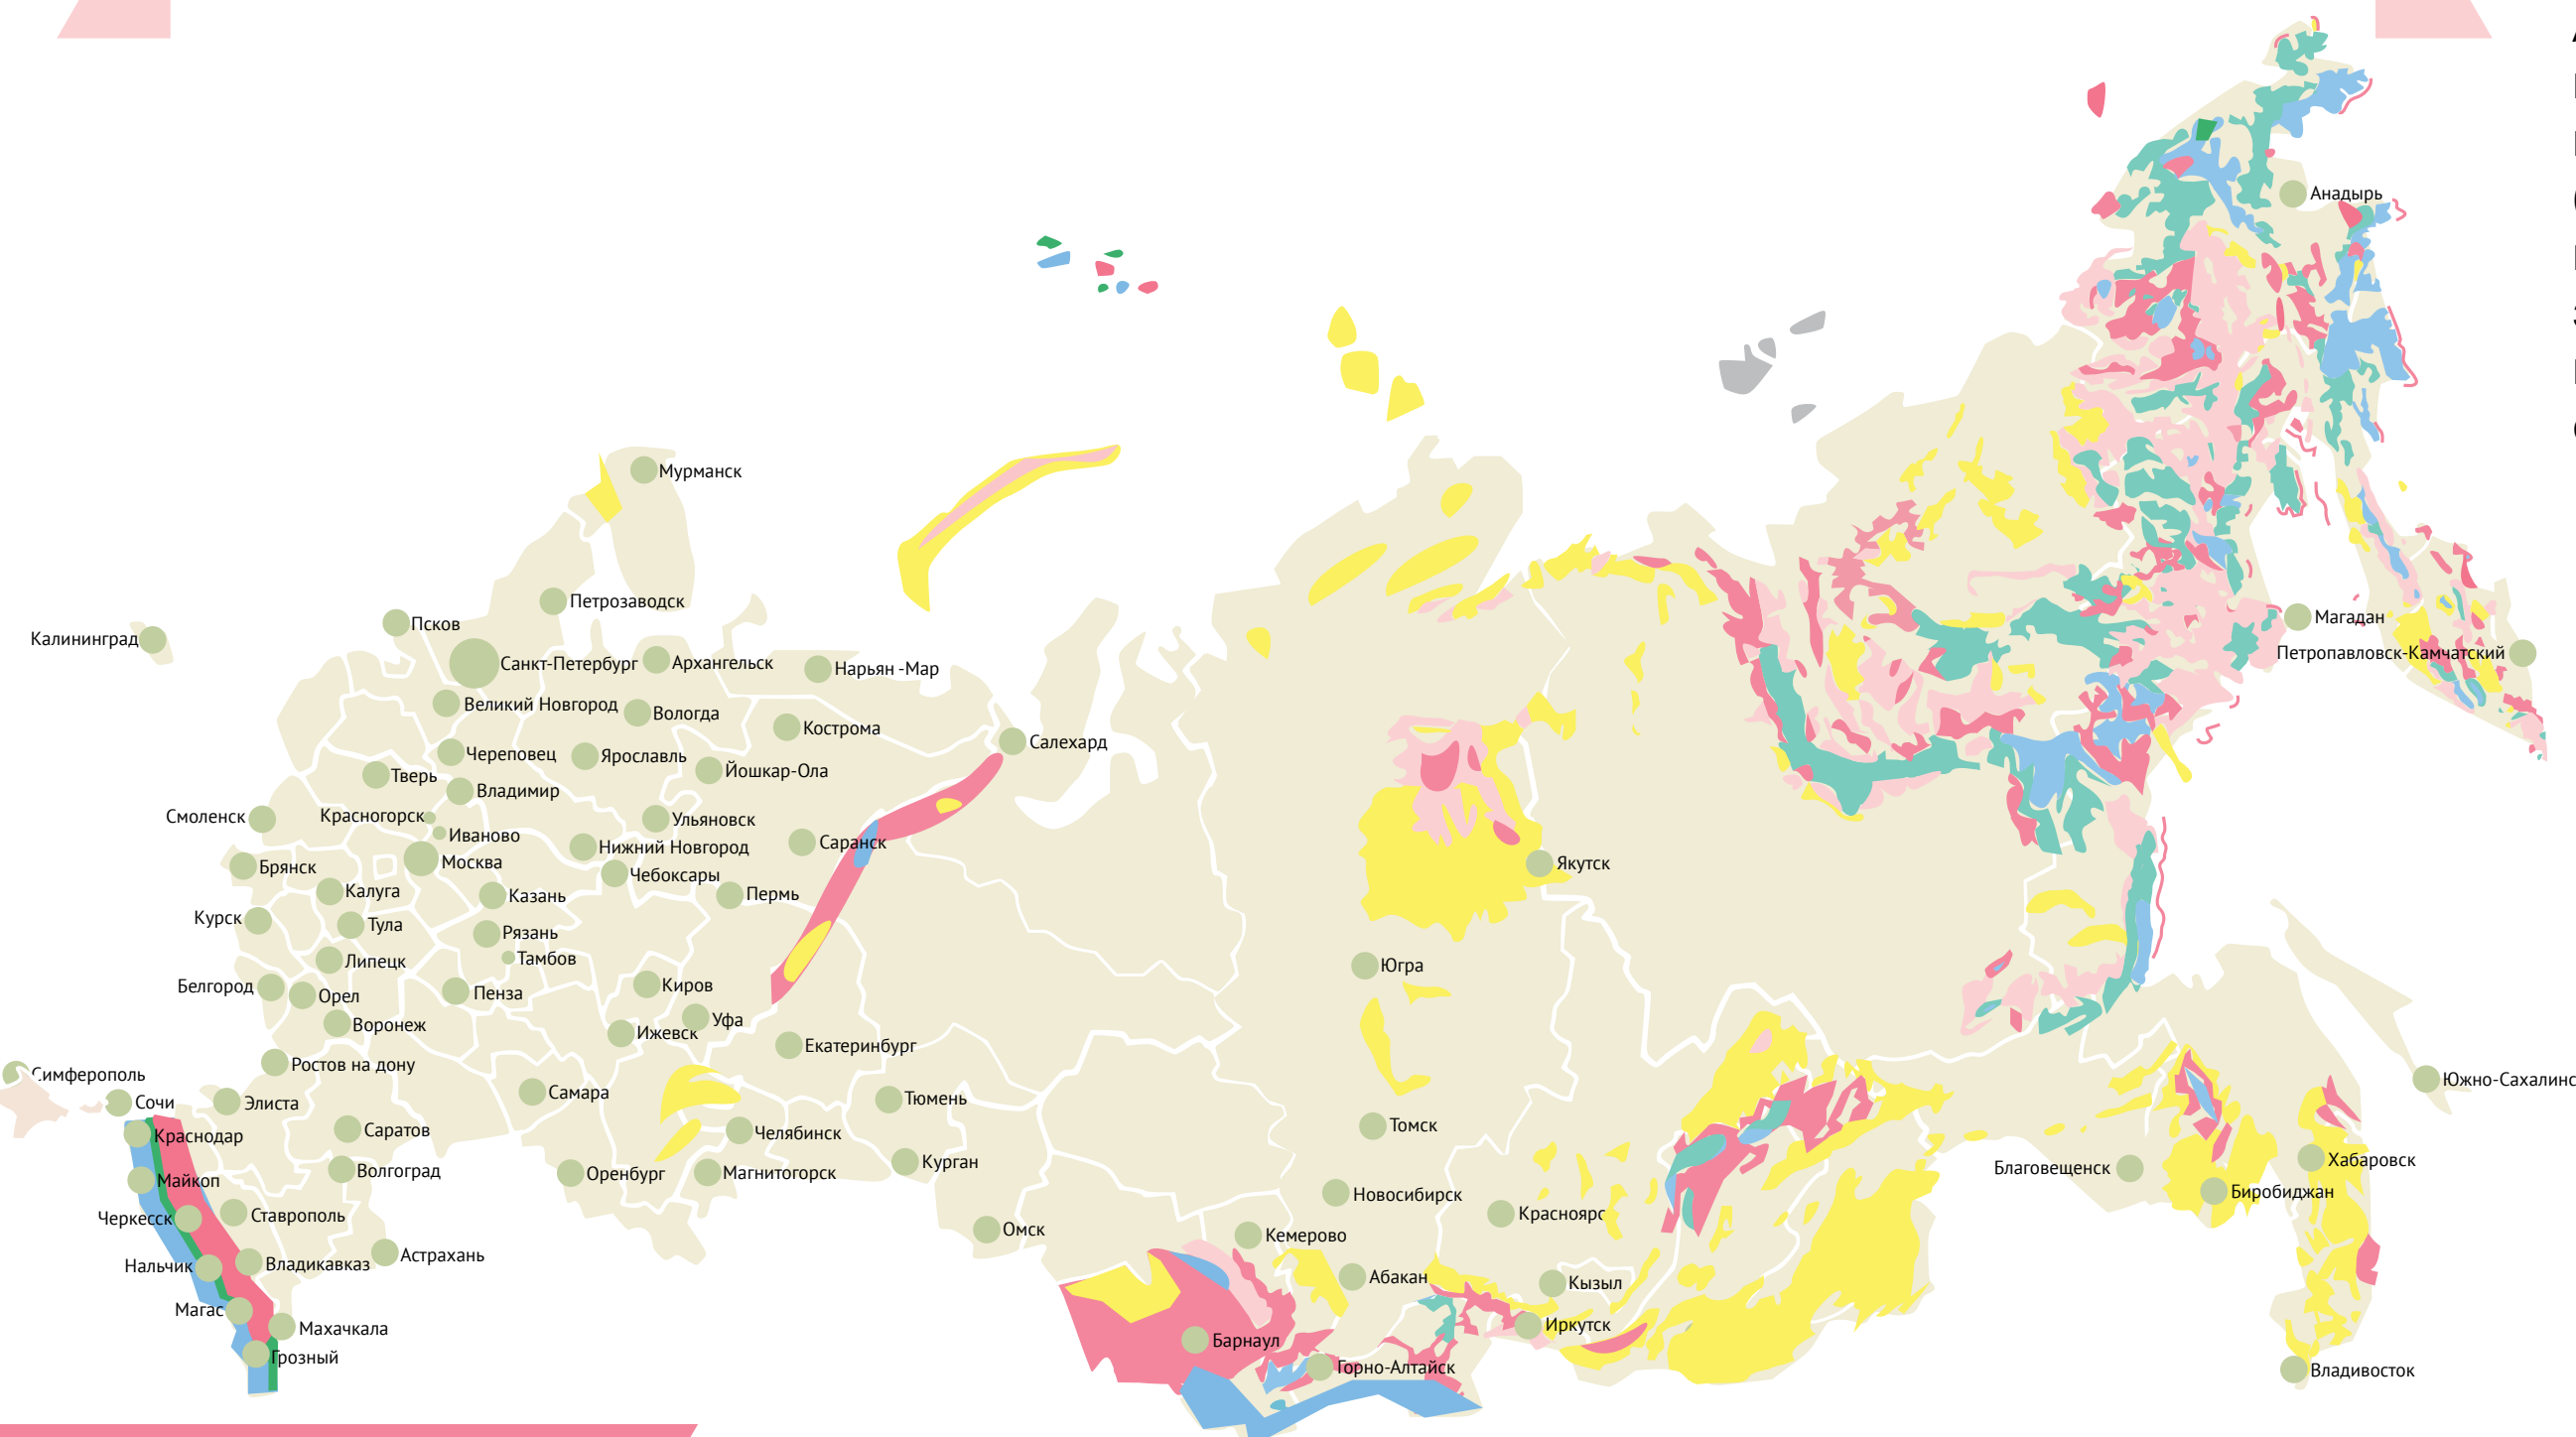 Анадырь
Мурманск
Петрозаводск
Магадан
Псков
Калининград
Петропавловск-Камчатский
Санкт-Петербург
Архангельск
Нарьян -Мар
Великий Новгород
Вологда
Кострома
Салехард
Череповец
Ярославль
Йошкар-Ола
Тверь
Владимир
Смоленск
Красногорск
Ульяновск
Иваново
Саранск
Нижний Новгород
Москва
Якутск
Брянск
Чебоксары
Калуга
Казань
Пермь
Курск
Тула
Рязань
Тамбов
Липецк
Югра
Белгород
Киров
Орел
Пенза
Уфа
Воронеж
Ижевск
Екатеринбург
Ростов на дону
Симферополь
Южно-Сахалинс
Самара
Тюмень
Сочи
Элиста
Томск
Саратов
Челябинск
Краснодар
Хабаровск
Курган
Благовещенск
Волгоград
Оренбург
Магнитогорск
Майкоп
Биробиджан
Новосибирск
Красноярс
Ставрополь
Черкесск
Омск
Кемерово
Астрахань
Владикавказ
Нальчик
Абакан
Кызыл
Магас
Иркутск
Махачкала
Барнаул
Грозный
Горно-Алтайск
Владивосток